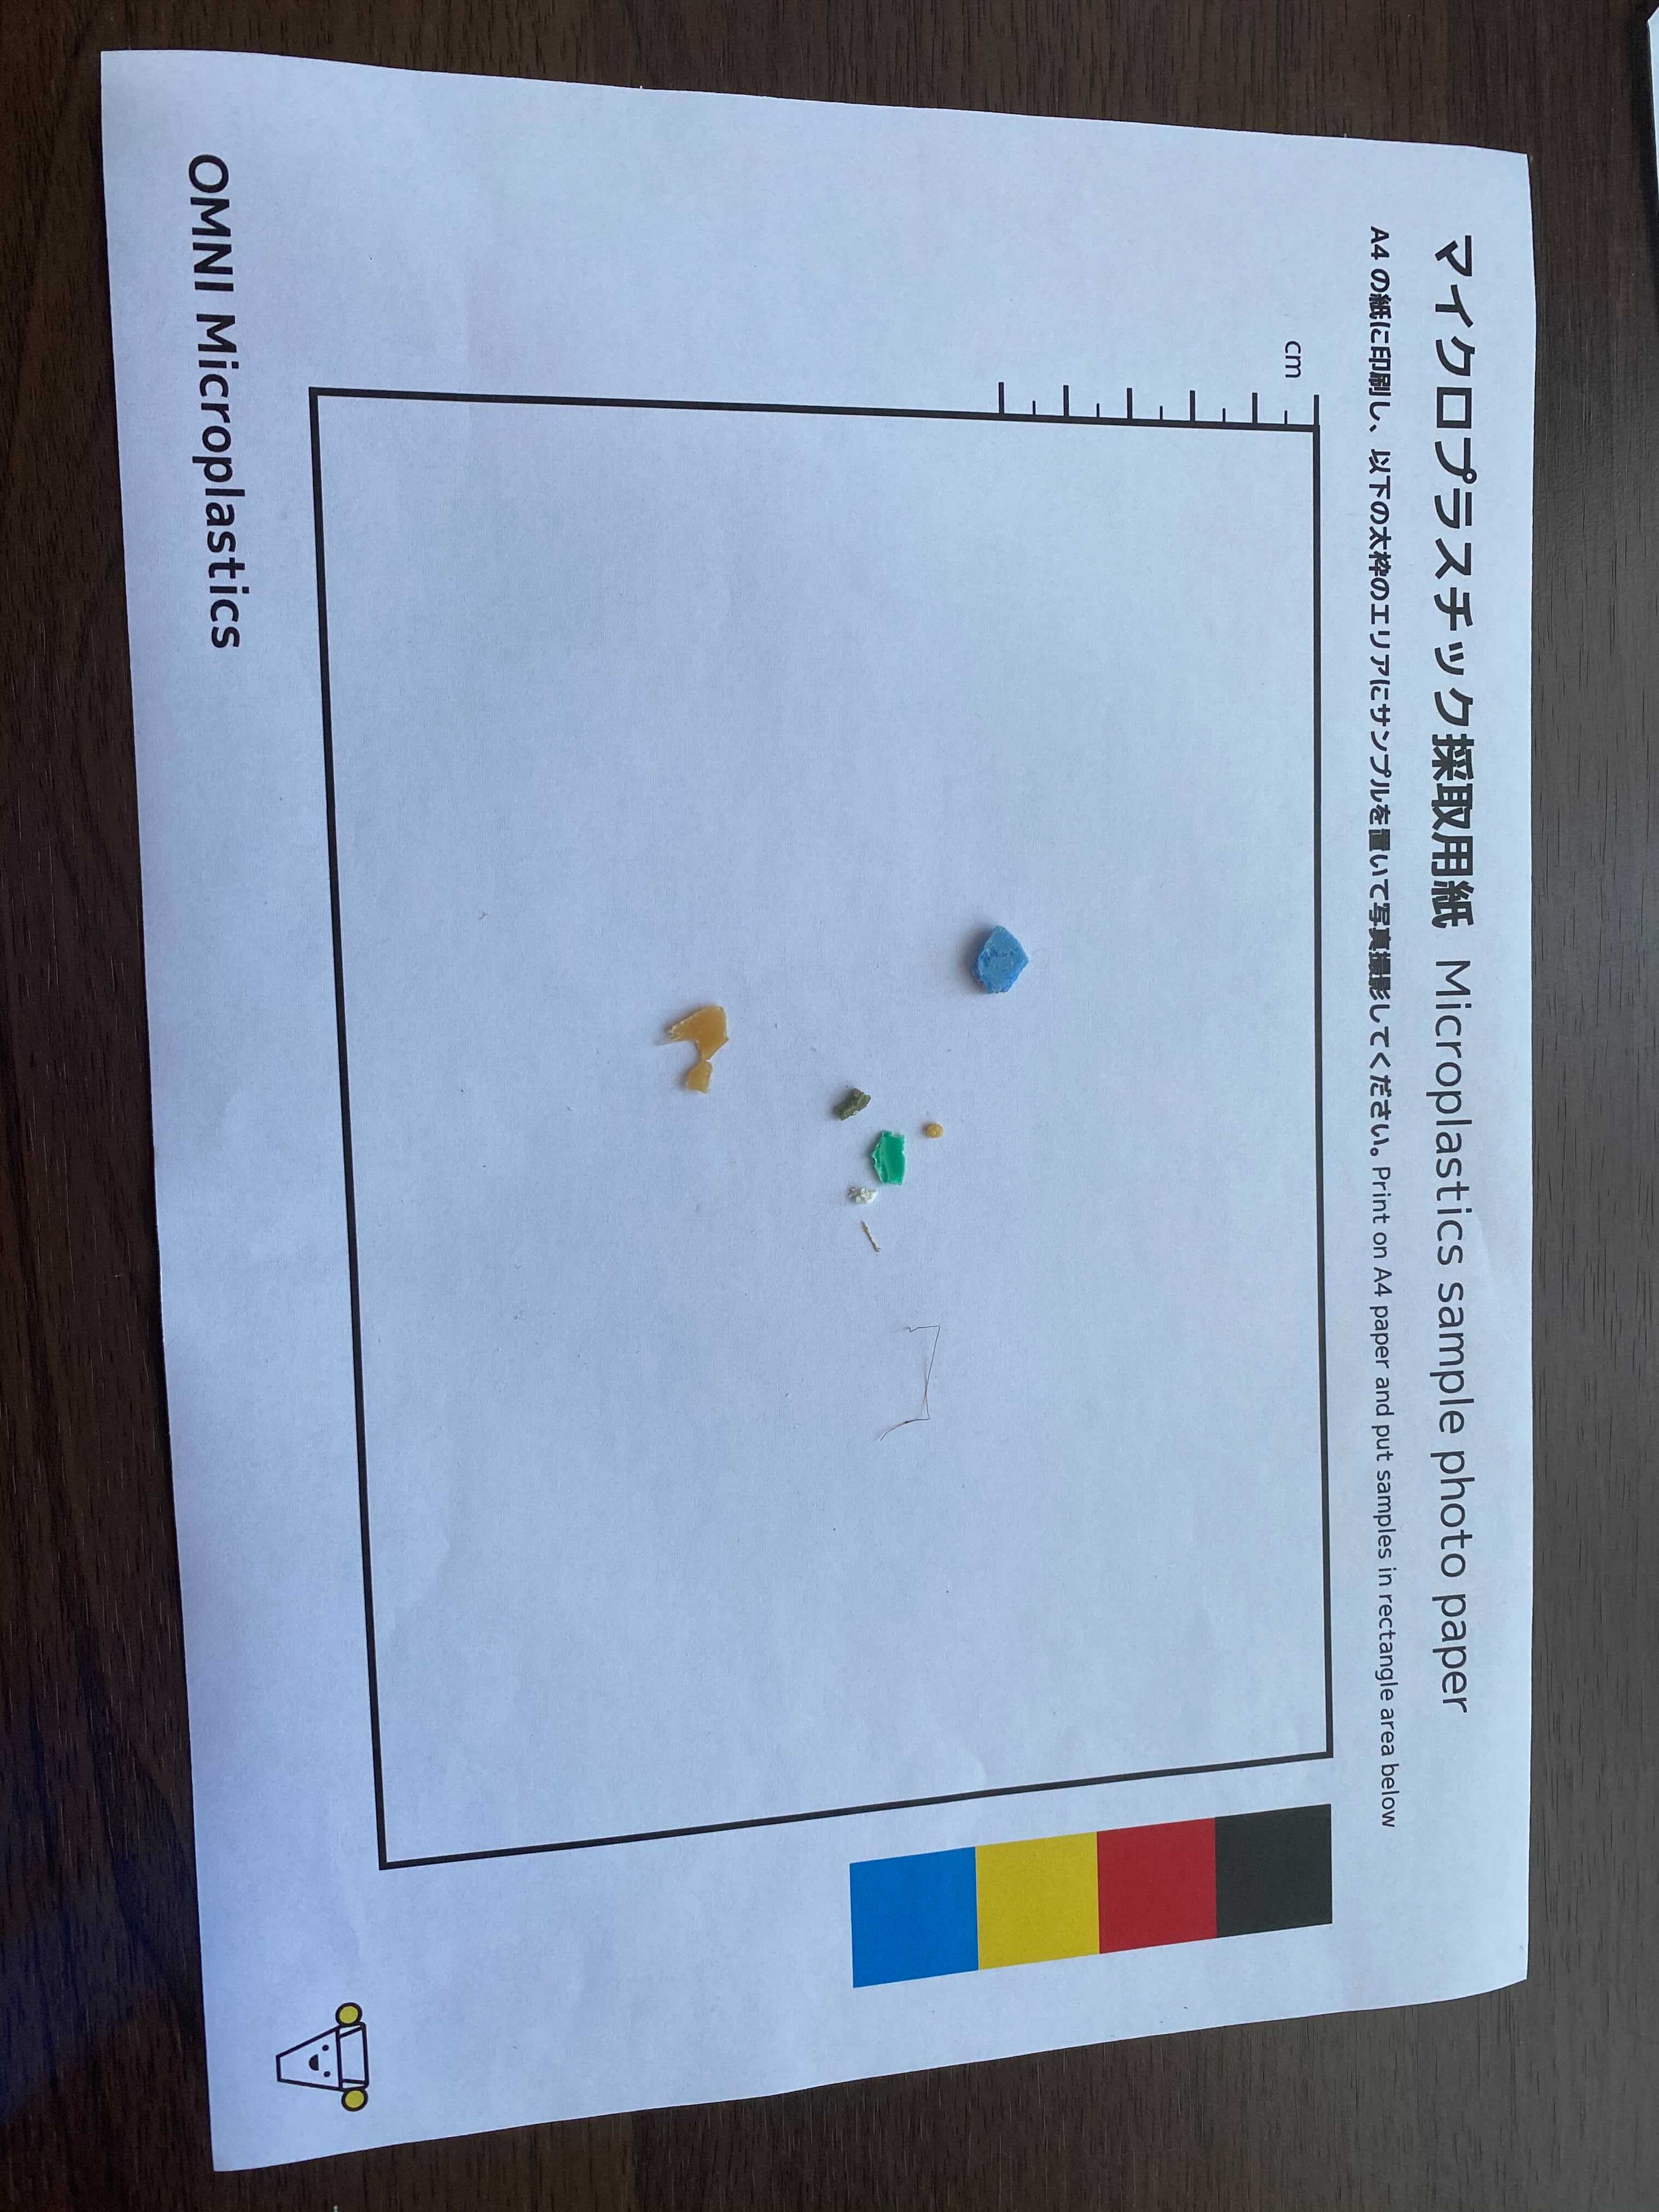 マイクロプラスチック採取用紙 Microplastics sample photo paper
A4 の紙に印刷し、以下の太枠のエリアにサンプルを置いて写真撮影してください。Print on A4 paper and put samples in rectangle area below
cm
OMNI Microplastics